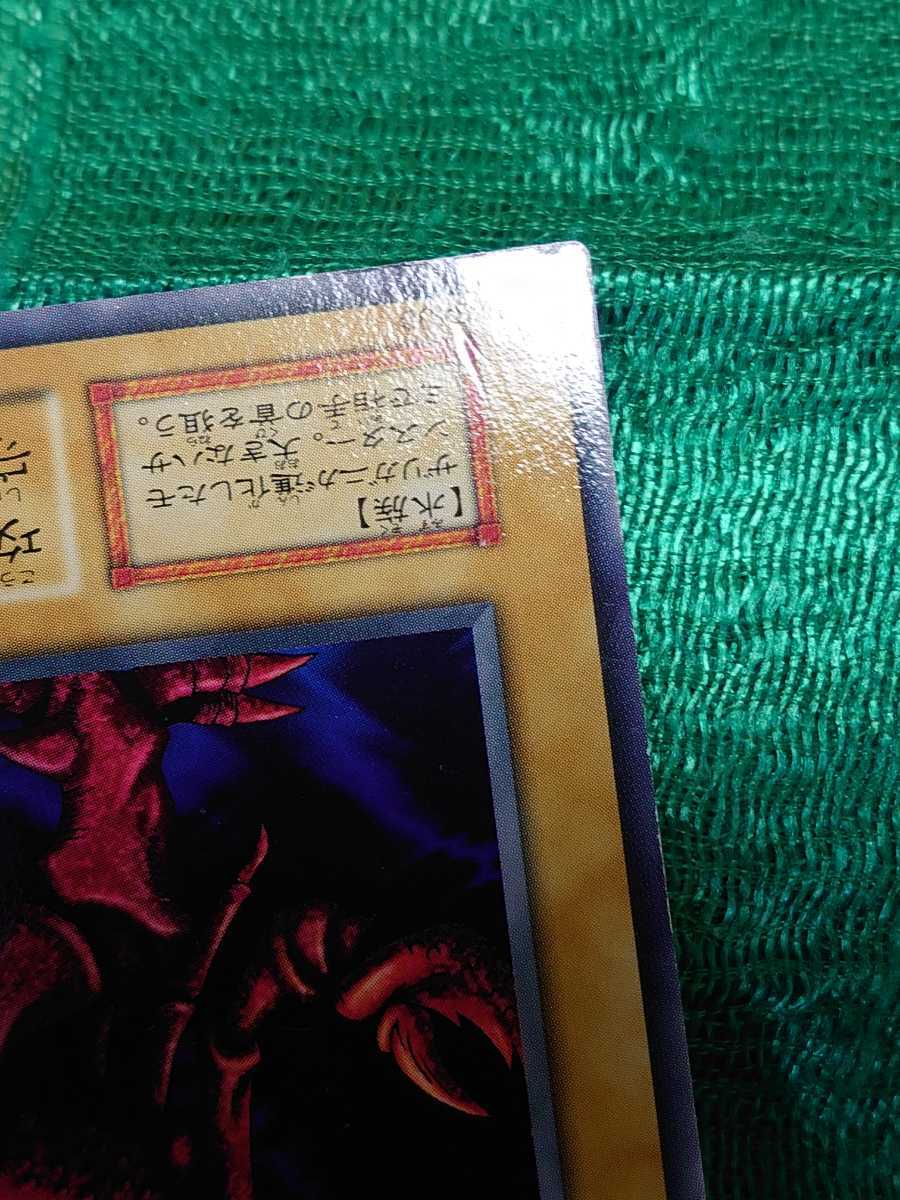 【水族】
ザリガニが進化したモ
ンスター。大きなハサ
ミで相手の首を狙う。
攻